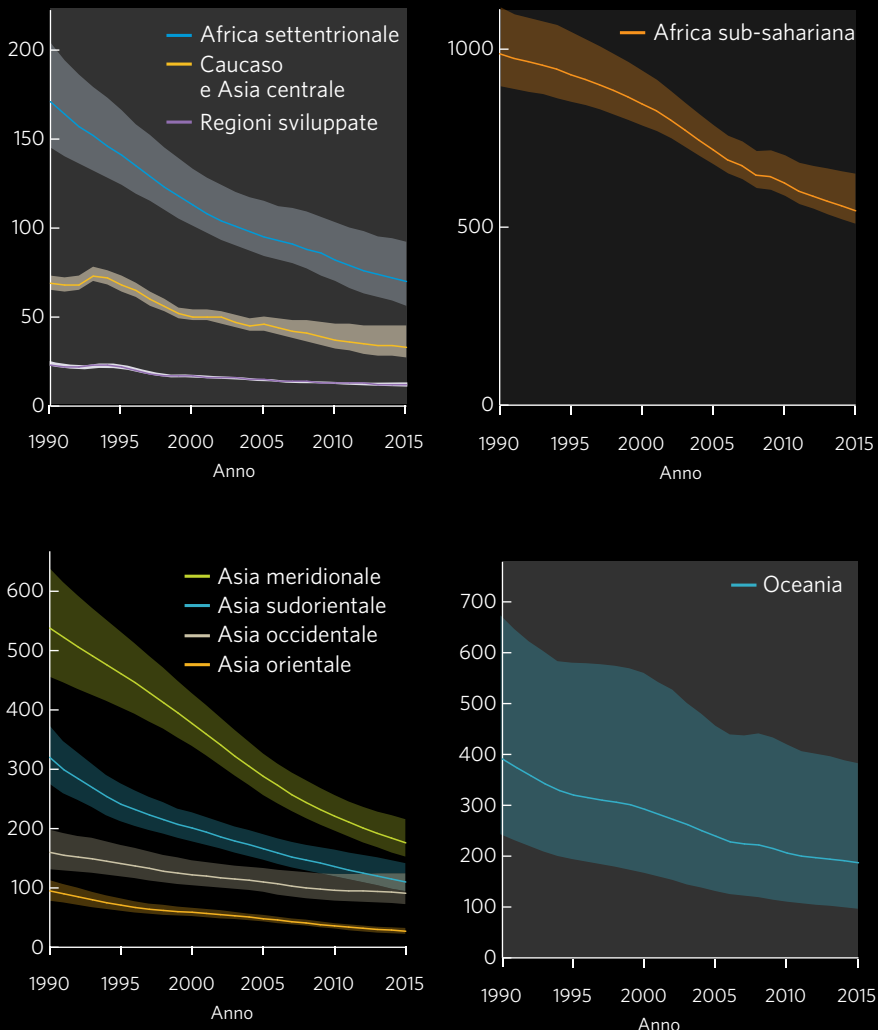 200
150
100
50
0
Africa settentrionale
Caucaso
e Asia centrale
Regioni sviluppate
1990 1995 2000 2005 2010 2015
Anno
1000
500
0
Africa sub-sahariana
1990 1995 2000 2005 2010 2015
Anno
600
500
400
300
200
100
0
Asia meridionale
Asia sudorientale
Asia occidentale
Asia orientale
1990 1995 2000 2005 2010 2015
Anno
700
600
500
400
300
200
100
0
Oceania
1990 1995 2000 2005 2010 2015
Anno